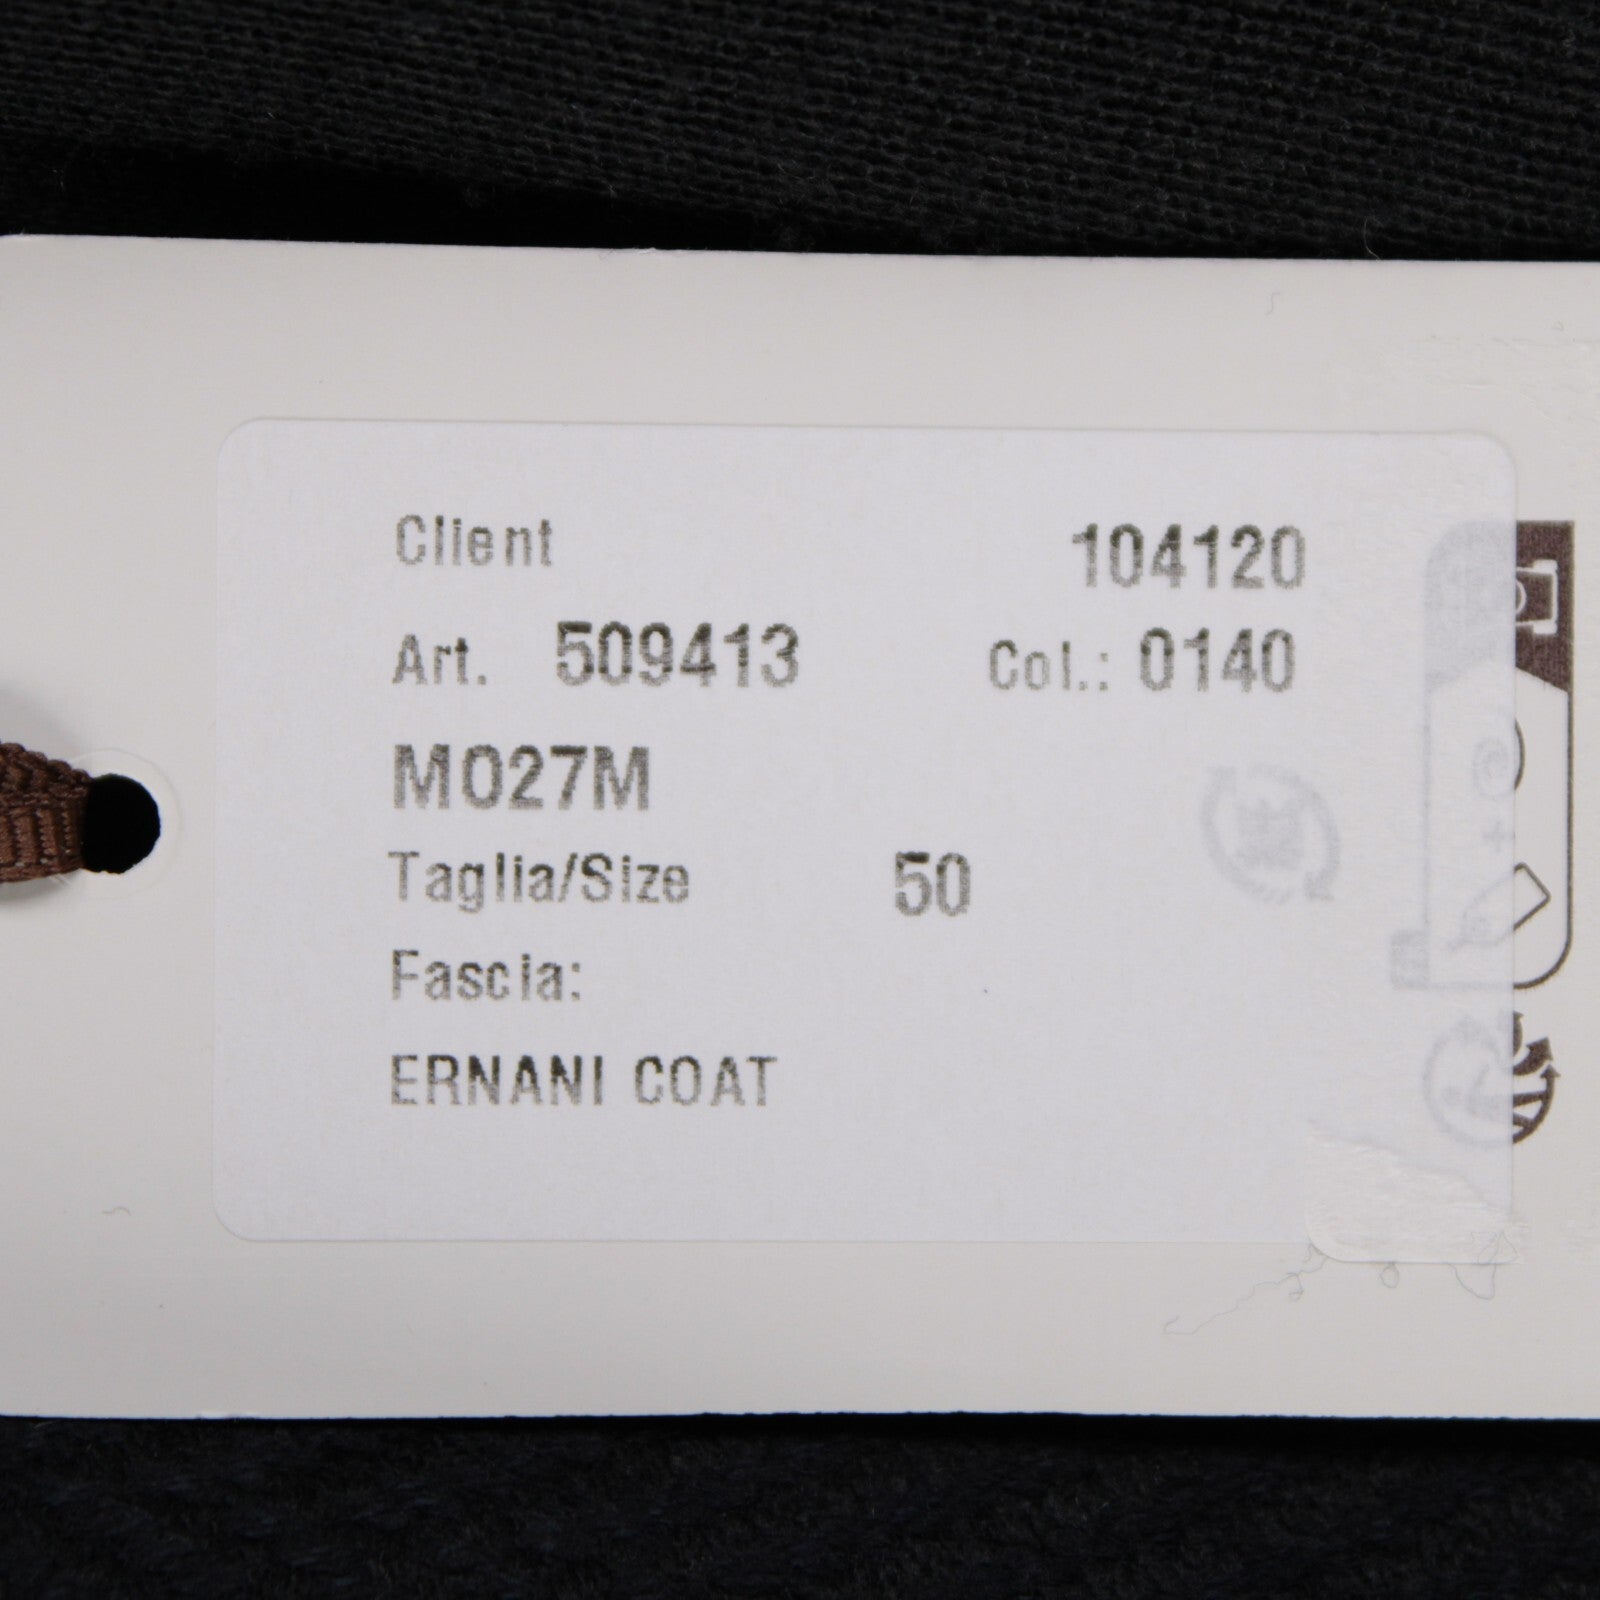 Client 104120
Art. 509413 Col.: 0140
M027M
Taglia/Size 50
Fascia:
ERNANI COAT